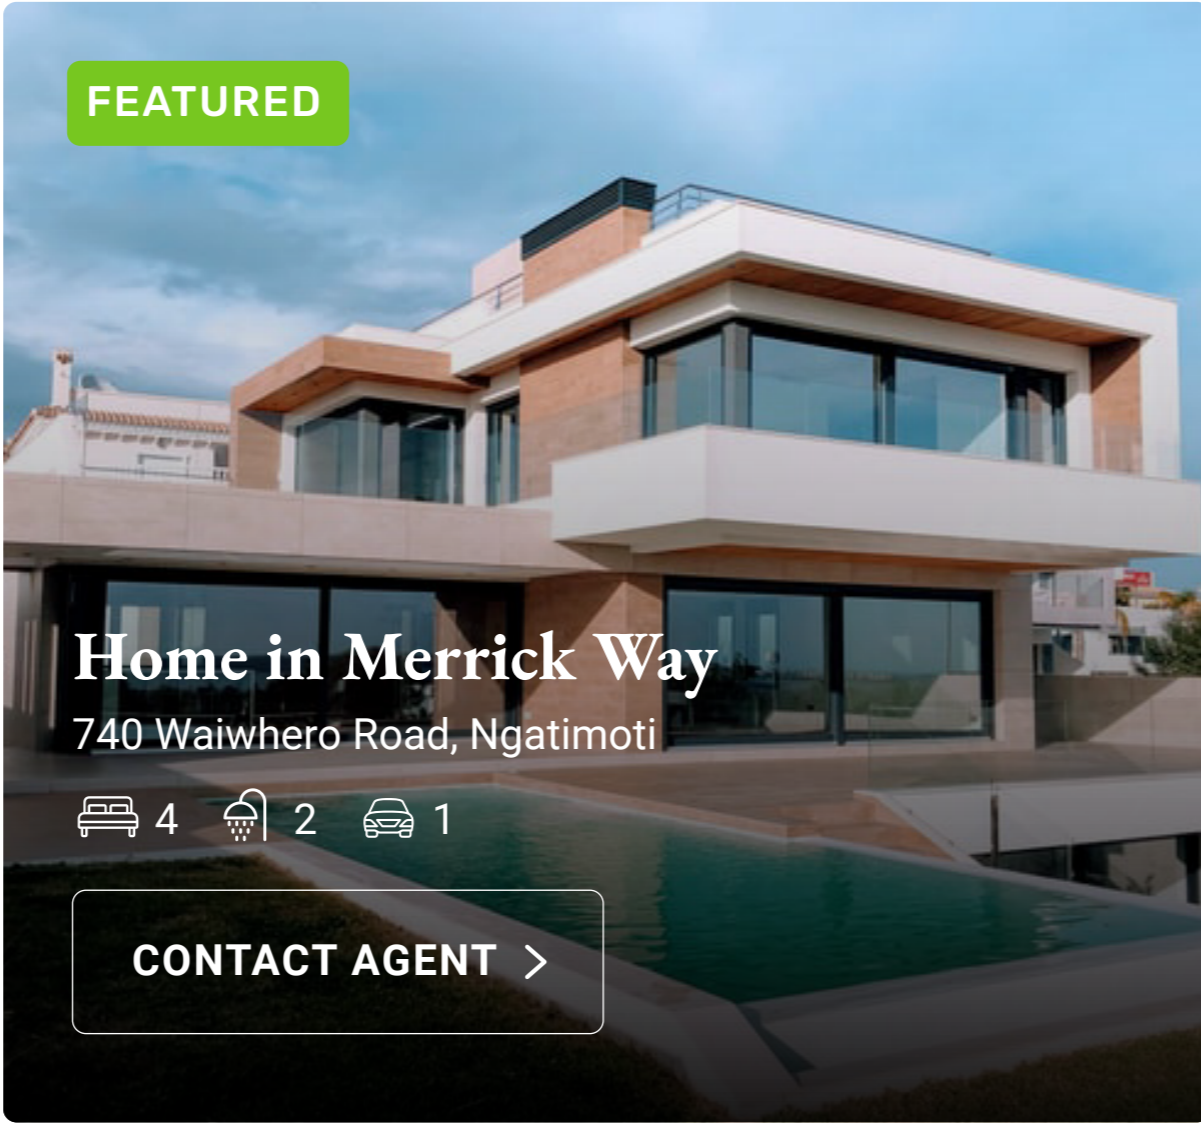 FEATURED
Home in Merrick Way
740 Waiwhero Road, Ngatimoti
4 2 1
CONTACT AGENT